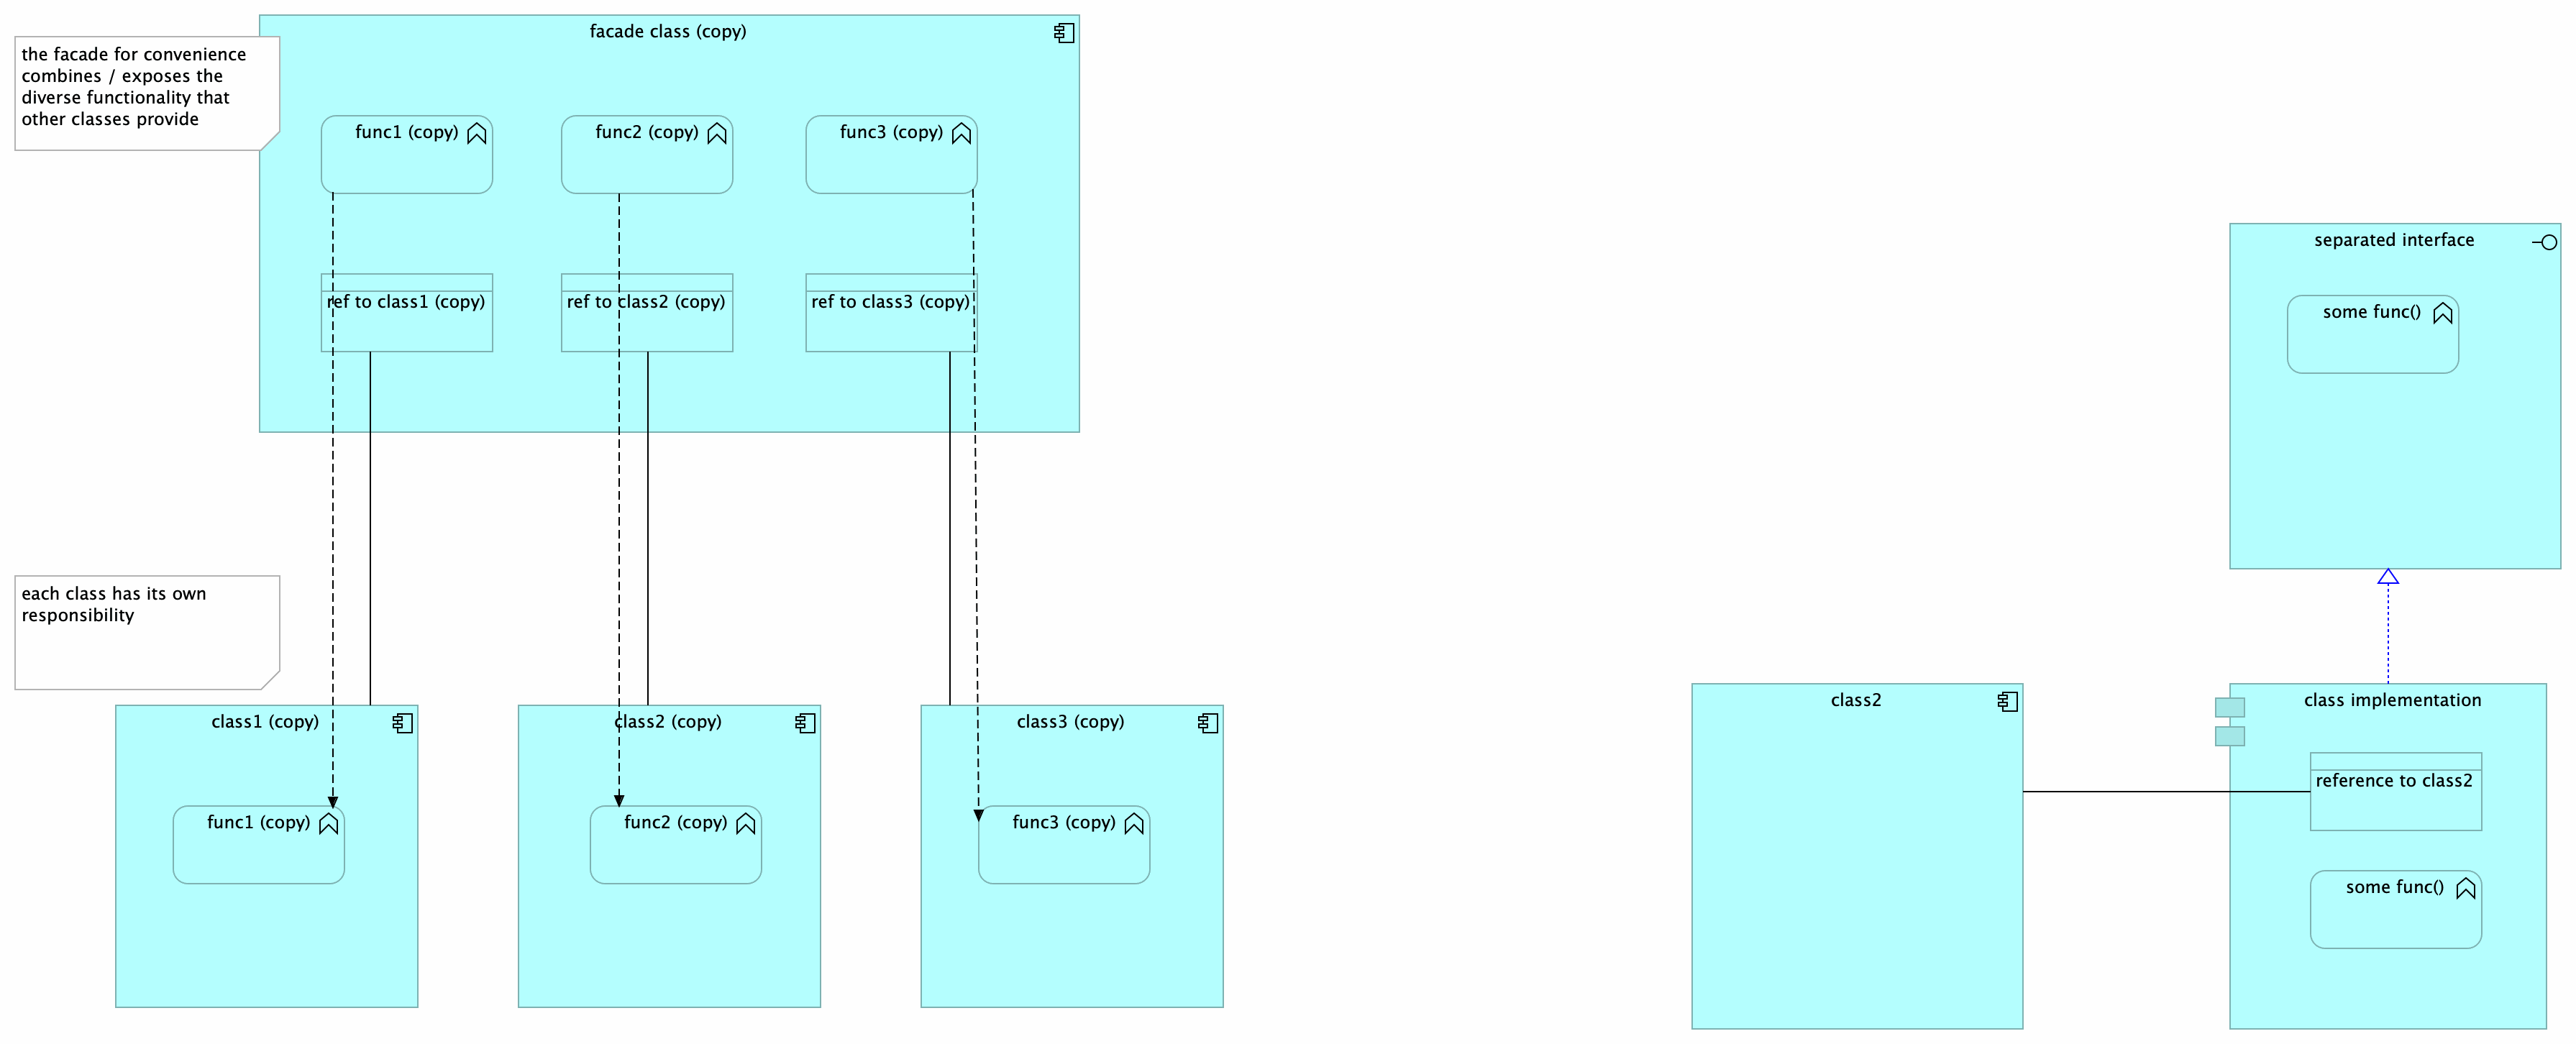 facade class (copy)
the facade for convenience
combines / exposes the
diverse functionality that
other classes provide
func1 (copy)
func2 (copy)
func3 (copy)
ref to class1 (copy)
ref to class2 (copy)
ref to class3 (copy)
each class has its own
responsibility
class1 (copy)
class2 (copy)
class3 (copy)
func1 (copy)
func2 (copy)
func3 (copy)
separated interface
some func()
class2
class implementation
reference to class2
some func()